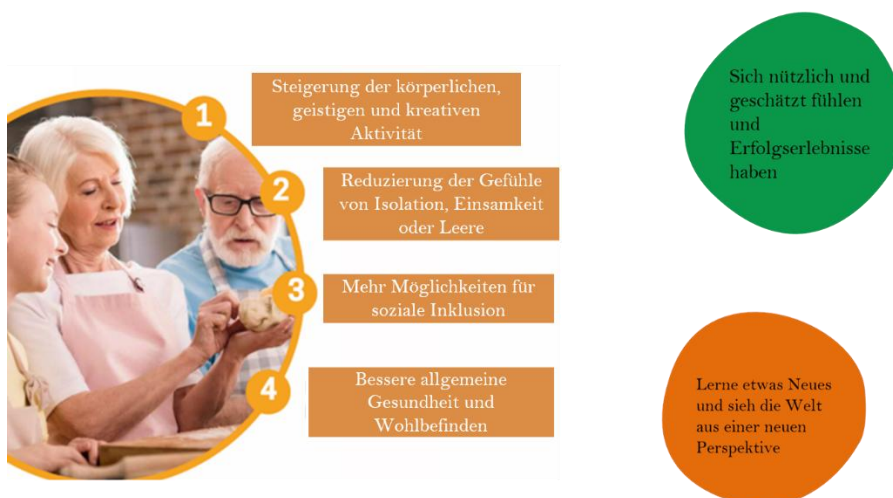 1
Steigerung der körperlichen,
geistigen und kreativen
Aktivität
2
Reduzierung der Gefühle
von Isolation, Einsamkeit
oder Leere
3
Mehr Möglichkeiten für
soziale Inklusion
4
Bessere allgemeine
Gesundheit und
Wohlbefinden
Sich nützlich und
geschätzt fühlen
und
Erfolgserlebnisse
haben
Lerne etwas Neues
und sieh die Welt
aus einer neuen
Perspektive